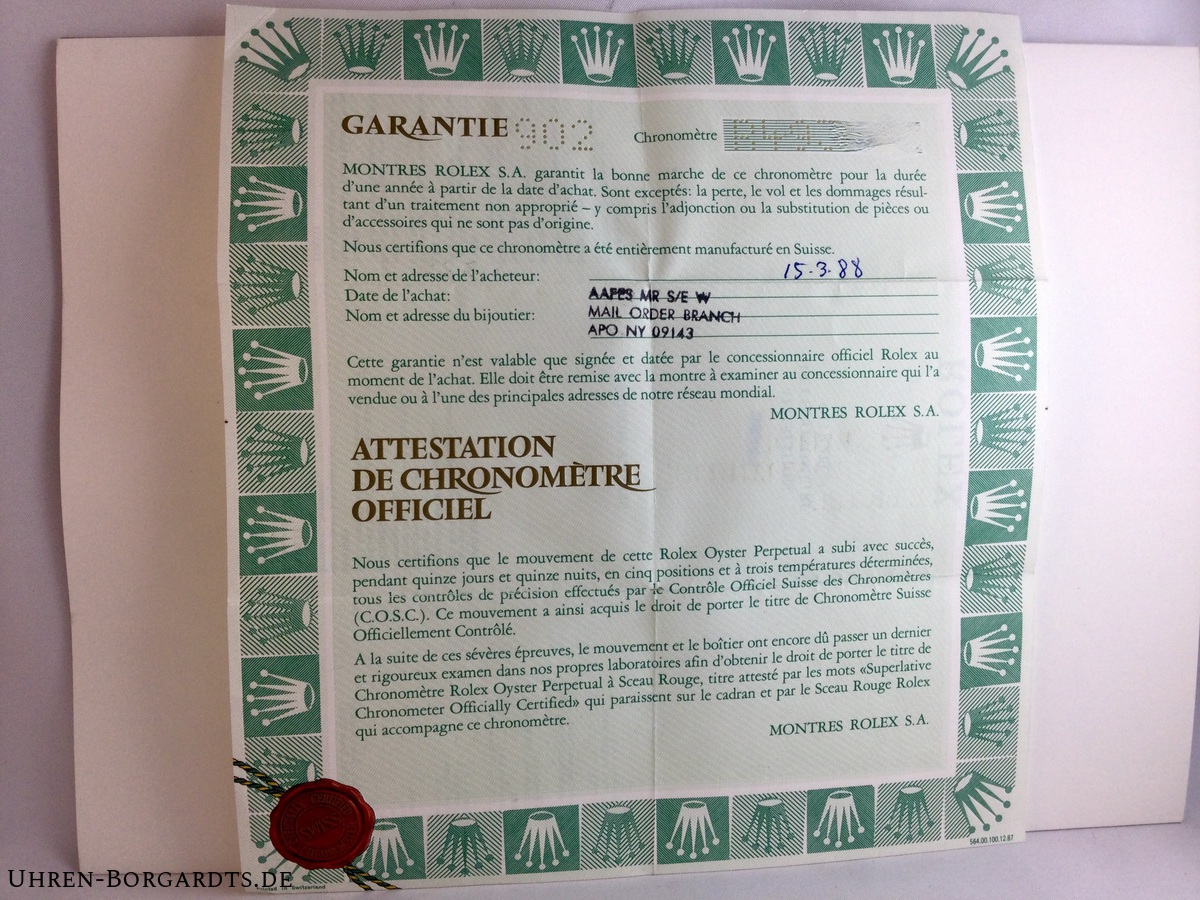 GARANTIE 902 Chronomètre
MONTRES ROLEX S.A. garantit la bonne marche de ce chronomètre pour la durée
d'une année à partir de la date d'achat. Sont exceptés: la perte, le vol et les dommages résul-
tant d'un traitement non approprié – y compris l'adjonction ou la substitution de pièces ou
d'accessoires qui ne sont pas d'origine.
Nous certifions que ce chronomètre a été entièrement manufacturé en Suisse.
Nom et adresse de l'acheteur: 15.3.88
Date de l'achat: AAFES MR S/E W
Nom et adresse du bijoutier: MAIL ORDER BRANCH
APO NY 09143
Cette garantie n'est valable que signée et datée par le concessionnaire officiel Rolex au
moment de l'achat. Elle doit être remise avec la montre à examiner au concessionnaire qui l'a
vendue ou à l'une des principales adresses de notre réseau mondial.
MONTRES ROLEX S.A.
ATTESTATION
DE CHRONOMÈTRE
OFFICIEL
Nous certifions que le mouvement de cette Rolex Oyster Perpetual a subi avec succès,
pendant quinze jours et quinze nuits, en cinq positions et à trois températures déterminées,
tous les contrôles de précision effectués par le Contrôle Officiel Suisse des Chronomètres
(C.O.S.C.). Ce mouvement a ainsi acquis le droit de porter le titre de Chronomètre Suisse
Officiellement Contrôlé.
A la suite de ces sévères épreuves, le mouvement et le boîtier ont encore dû passer un dernier
et rigoureux examen dans nos propres laboratoires afin d'obtenir le droit de porter le titre de
Chronomètre Rolex Oyster Perpetual à Sceau Rouge, titre attesté par les mots «Superlative
Chronometer Officially Certified» qui paraissent sur le cadran et par le Sceau Rouge Rolex
qui accompagne ce chronomètre.
MONTRES ROLEX S.A.
564.00.100.12.87
Printed in Switzerland
UHREN-BORGARDTS.DE